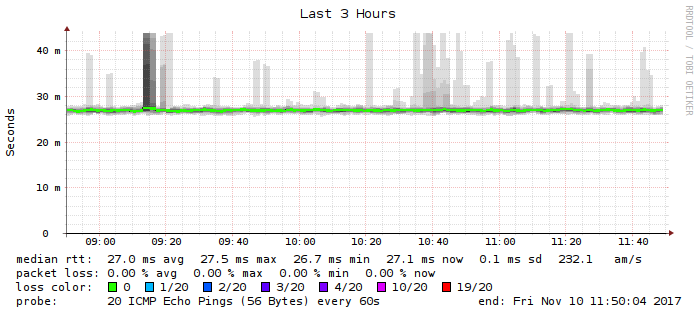 Last 3 Hours
RRDTOOL / TOBI OETIKER
Seconds
40 m
30 m
20 m
10 m
0
09:00 09:20 09:40 10:00 10:20 10:40 11:00 11:20 11:40
median rtt: 27.0 ms avg 27.5 ms max 26.7 ms min 27.1 ms now 0.1 ms sd 232.1 am/s
packet loss: 0.00 % avg 0.00 % max 0.00 % min 0.00 % now
loss color: 0 1/20 2/20 3/20 4/20 10/20 19/20
probe: 20 ICMP Echo Pings (56 Bytes) every 60s end: Fri Nov 10 11:50:04 2017